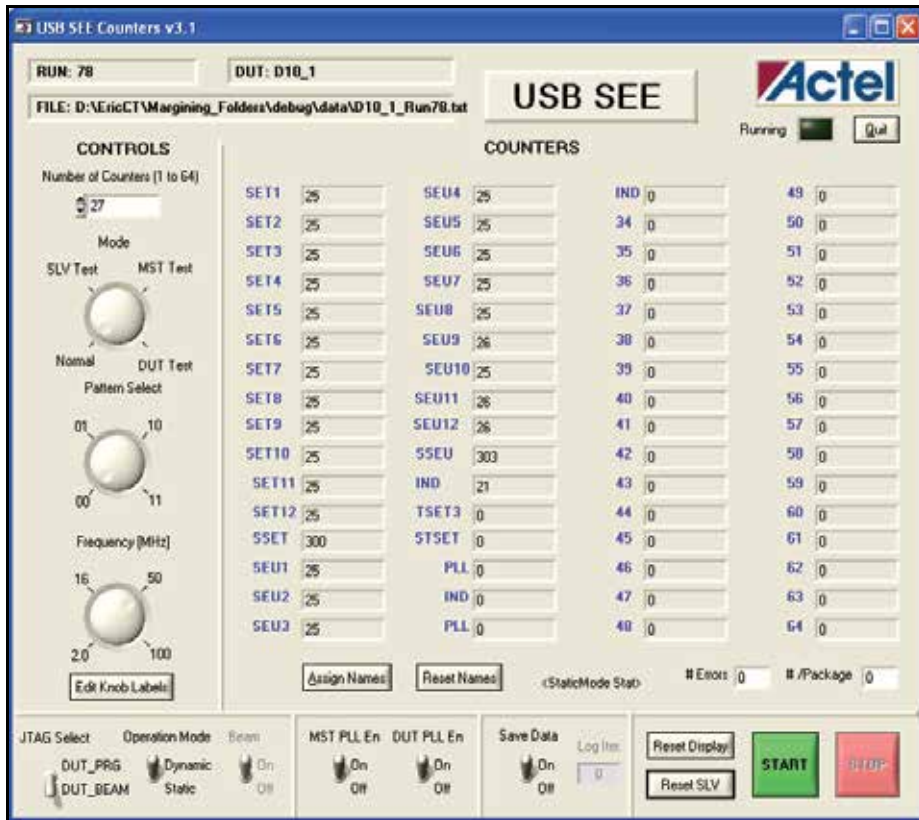 USB SEE Counters v3.1
RUN: 78
DUT: D10_1
FILE: D:\EricCT\Margining_Folders\debug\data\D10_1_Run78.txt
USB SEE
Actel
Running
Quit
CONTROLS
Number of Counters (1 to 64)
27
Mode
SLV Test MST Test
Normal DUT Test
Pattern Select
01 10
00 11
Frequency (MHz)
16 50
2.0 100
Edit Knob Labels
COUNTERS
SET1 25 SEU4 25 IND 0 49 0
SET2 25 SEU5 25 34 0 50 0
SET3 25 SEU6 25 35 0 51 0
SET4 25 SEU7 25 36 0 52 0
SET5 25 SEU8 25 37 0 53 0
SET6 25 SEU9 26 38 0 54 0
SET7 25 SEU10 25 39 0 55 0
SET8 25 SEU11 26 40 0 56 0
SET9 25 SEU12 26 41 0 57 0
SET10 25 SSEU 303 42 0 58 0
SET11 25 IND 21 43 0 59 0
SET12 25 TSET3 0 44 0 60 0
SSET 300 STSET 0 45 0 61 0
SEU1 25 PLL 0 46 0 62 0
SEU2 25 IND 0 47 0 63 0
SEU3 25 PLL 0 48 0 64 0
Assign Names Reset Names <StaticMode Stat> # Errors 0 # /Package 0
JTAG Select
DUT_PRG
DUT_BEAM
Operation Mode
Dynamic
Static
Beam
On
Off
MST PLL En
On
Off
DUT PLL En
On
Off
Save Data
On
Off
Log Iter.
0
Reset Display
Reset SLV
START
STOP